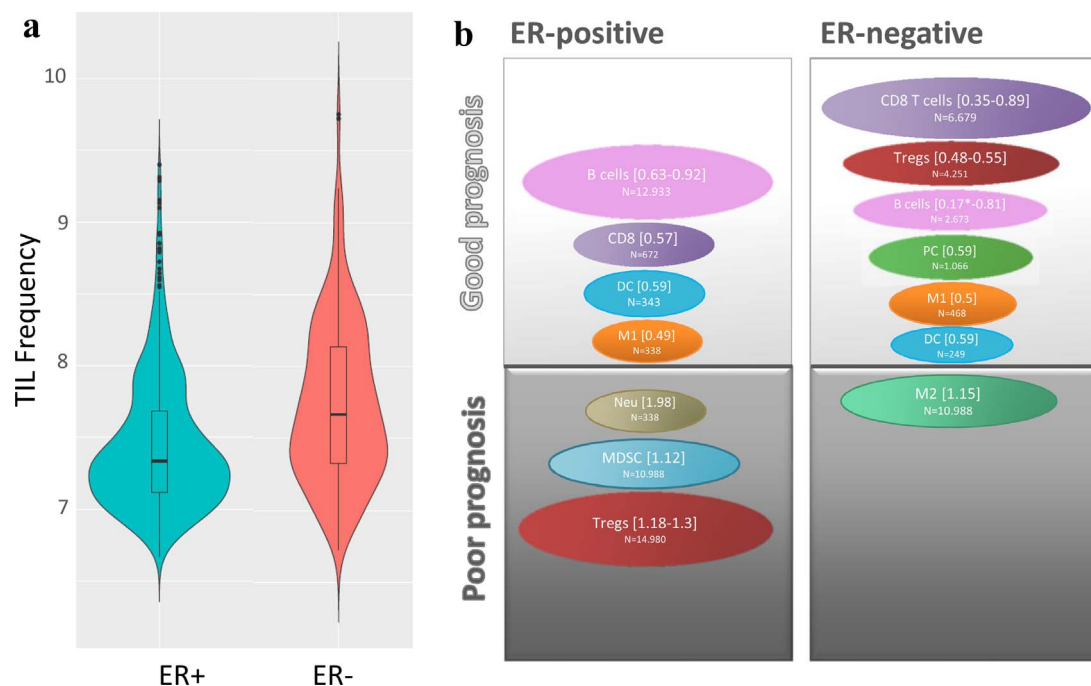 a
TIL Frequency
10
9
8
7
ER+
ER-
b
ER-positive
ER-negative
Good prognosis
Poor prognosis
B cells [0.63-0.92]
N=12.933
CD8 [0.57]
N=672
DC [0.59]
N=343
M1 [0.49]
N=338
Neu [1.98]
N=338
MDSC [1.12]
N=10.988
Tregs [1.18-1.3]
N=14.980
CD8 T cells [0.35-0.89]
N=6.679
Tregs [0.48-0.55]
N=4.251
B cells [0.17*-0.81]
N= 2.673
PC [0.59]
N=1.066
M1 [0.5]
N=468
DC [0.59]
N=249
M2 [1.15]
N=10.988